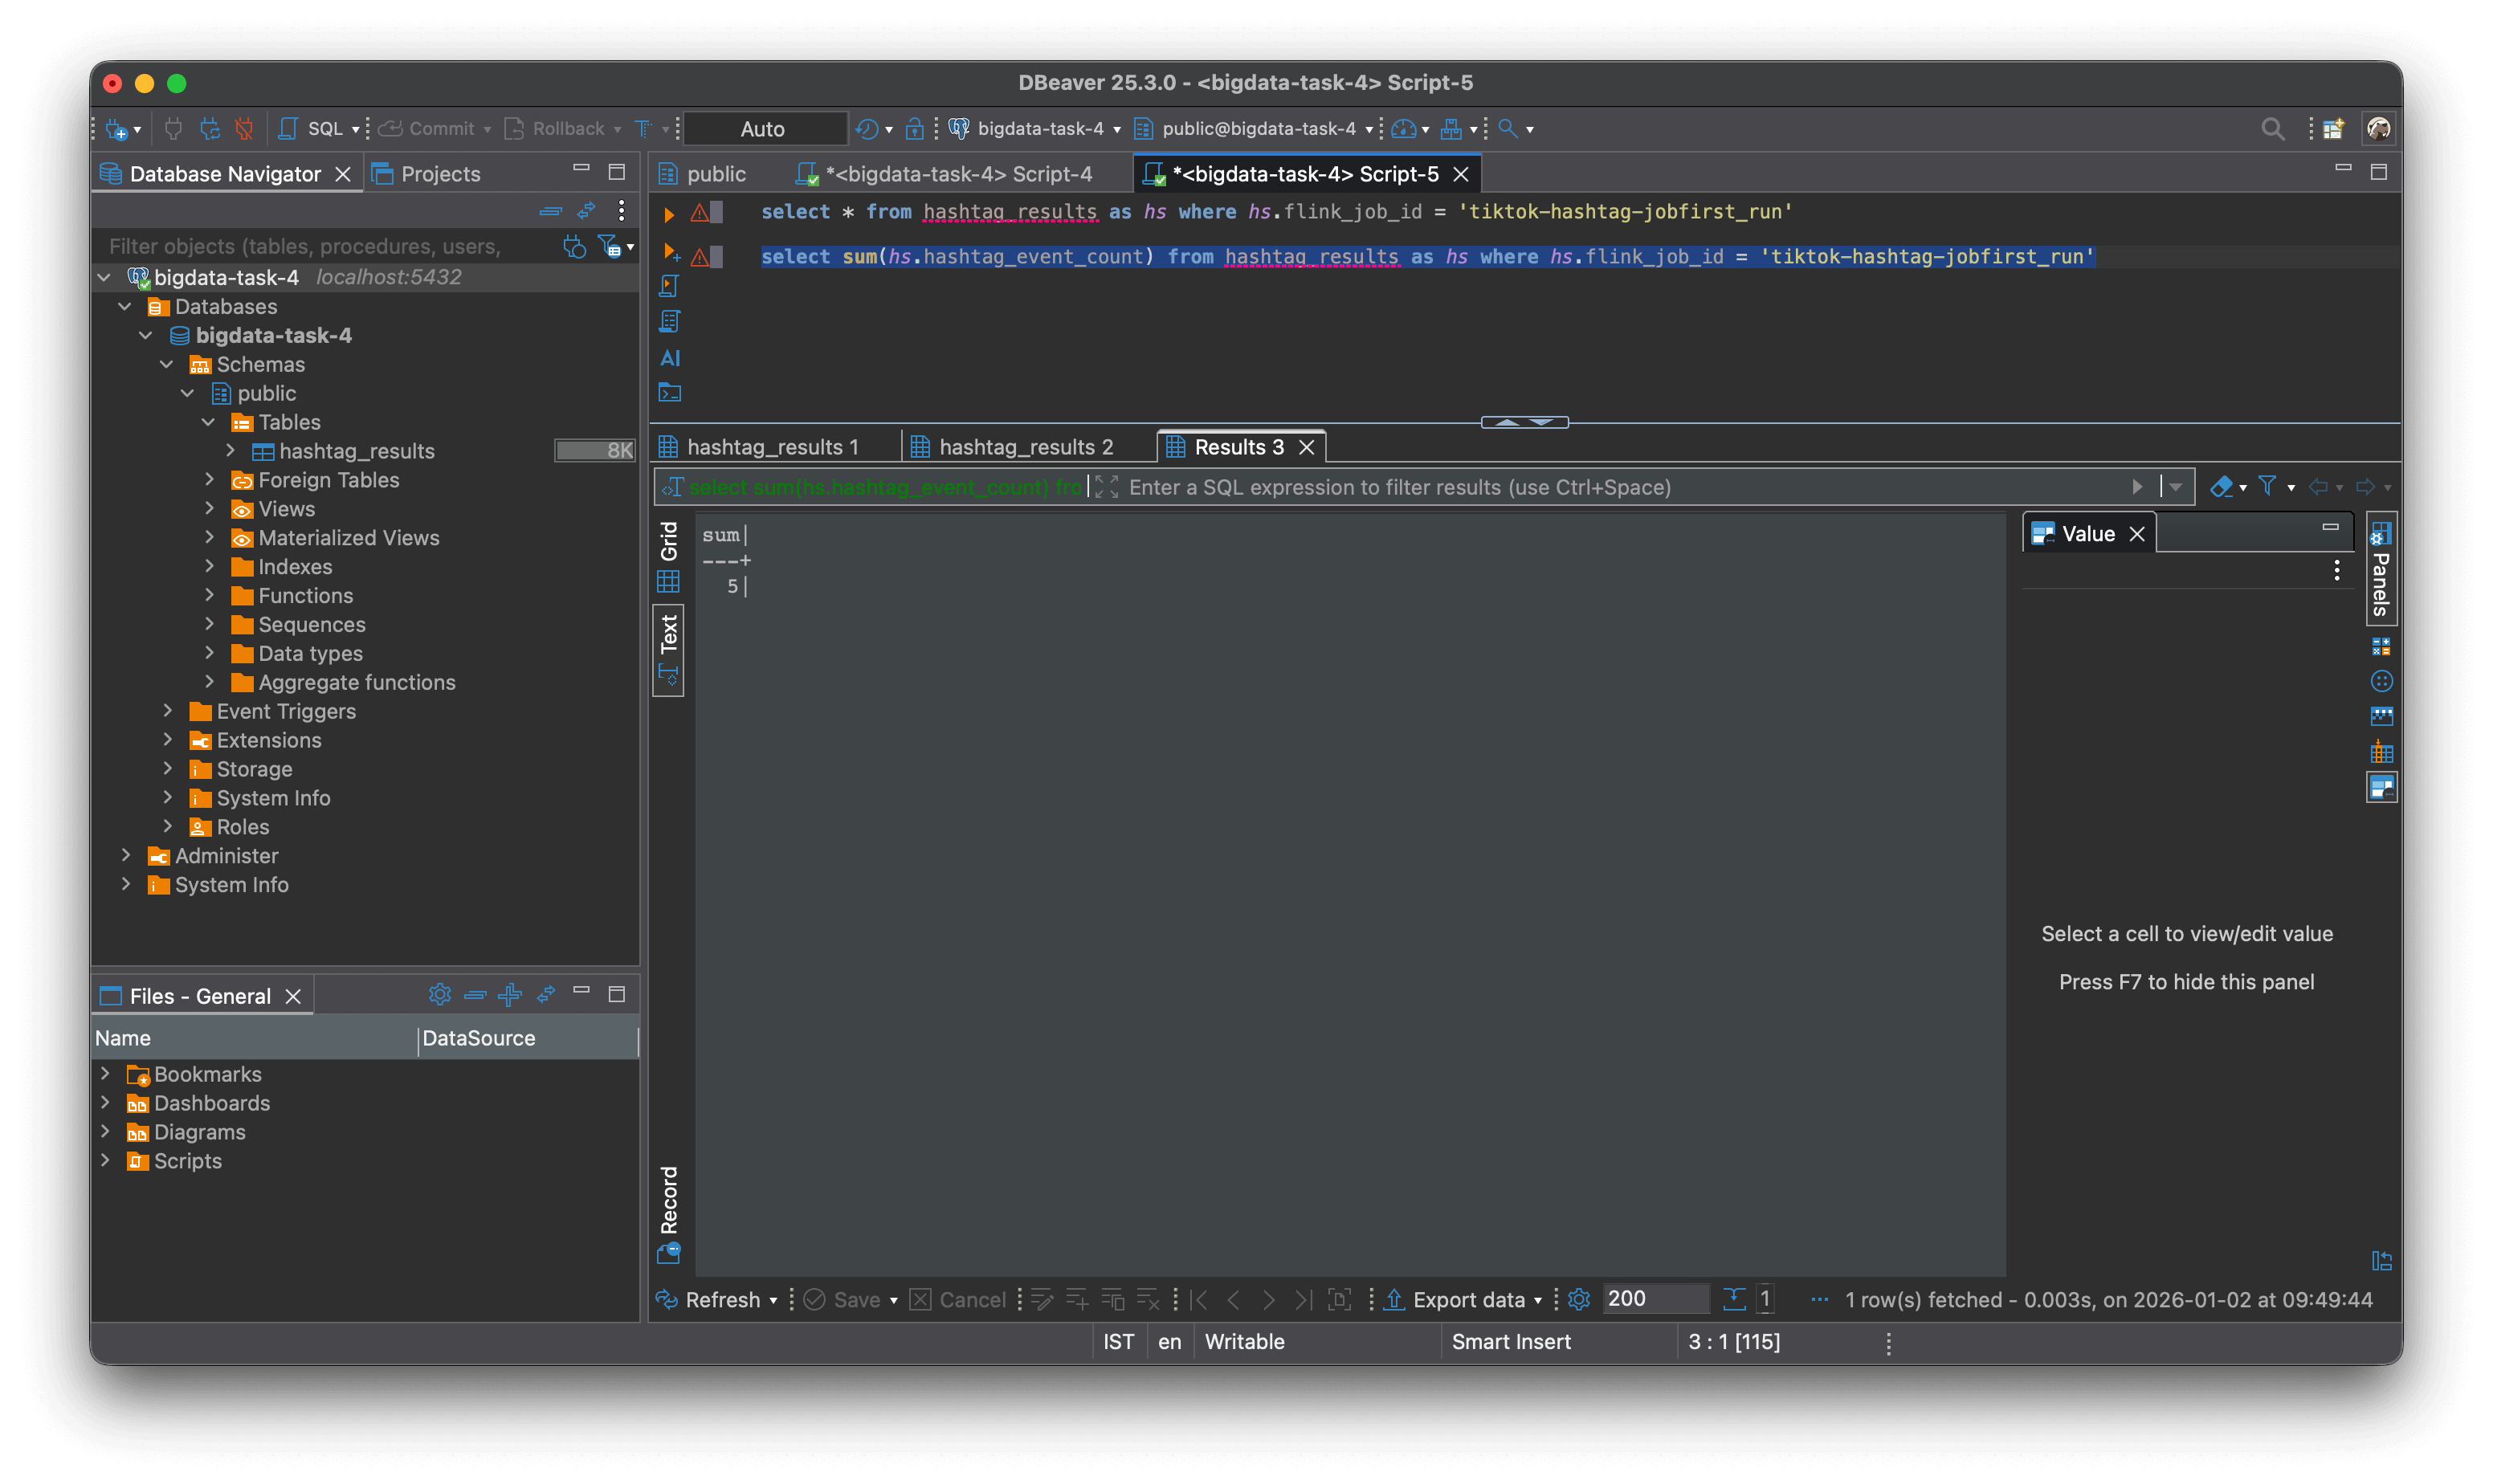 DBeaver 25.3.0 - <bigdata-task-4> Script-5
SQL Commit Rollback Auto bigdata-task-4 public@bigdata-task-4
Database Navigator Projects
Filter objects (tables, procedures, users,
bigdata-task-4 localhost:5432
Databases
bigdata-task-4
Schemas
public
Tables
hashtag_results 8K
Foreign Tables
Views
Materialized Views
Indexes
Functions
Sequences
Data types
Aggregate functions
Event Triggers
Extensions
Storage
System Info
Roles
Administer
System Info
Files - General
Name DataSource
Bookmarks
Dashboards
Diagrams
Scripts
public *<bigdata-task-4> Script-4 *<bigdata-task-4> Script-5
select * from hashtag_results as hs where hs.flink_job_id = 'tiktok-hashtag-jobfirst_run'
select sum(hs.hashtag_event_count) from hashtag_results as hs where hs.flink_job_id = 'tiktok-hashtag-jobfirst_run'
AI
hashtag_results 1 hashtag_results 2 Results 3
select sum(hs.hashtag_event_count) fro Enter a SQL expression to filter results (use Ctrl+Space)
Grid
Text
Record
sum|
---+
5|
Value
Panels
Select a cell to view/edit value
Press F7 to hide this panel
Refresh Save Cancel Export data 200 1 ... 1 row(s) fetched - 0.003s, on 2026-01-02 at 09:49:44
IST en Writable Smart Insert 3 : 1 [115]